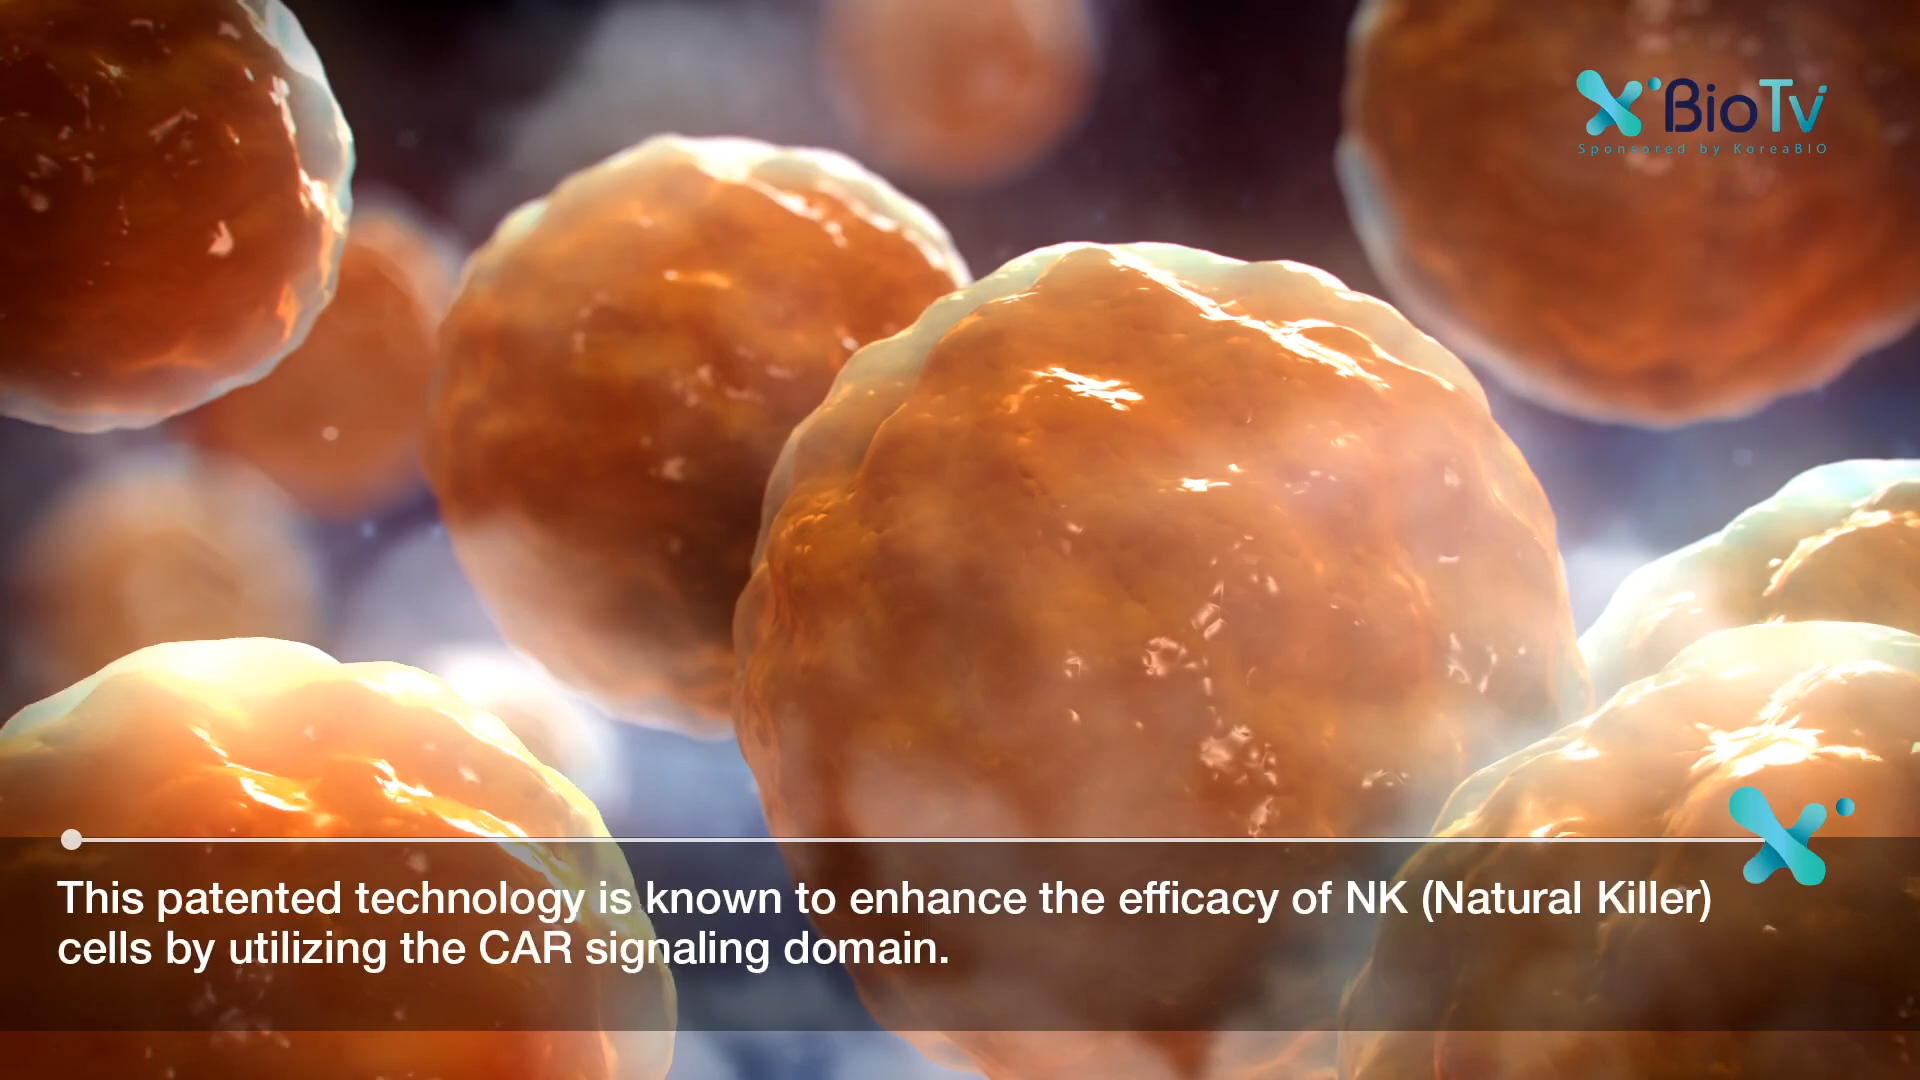 BioTv
Sponsored by KoreaBIO
This patented technology is known to enhance the efficacy of NK (Natural Killer)
cells by utilizing the CAR signaling domain.